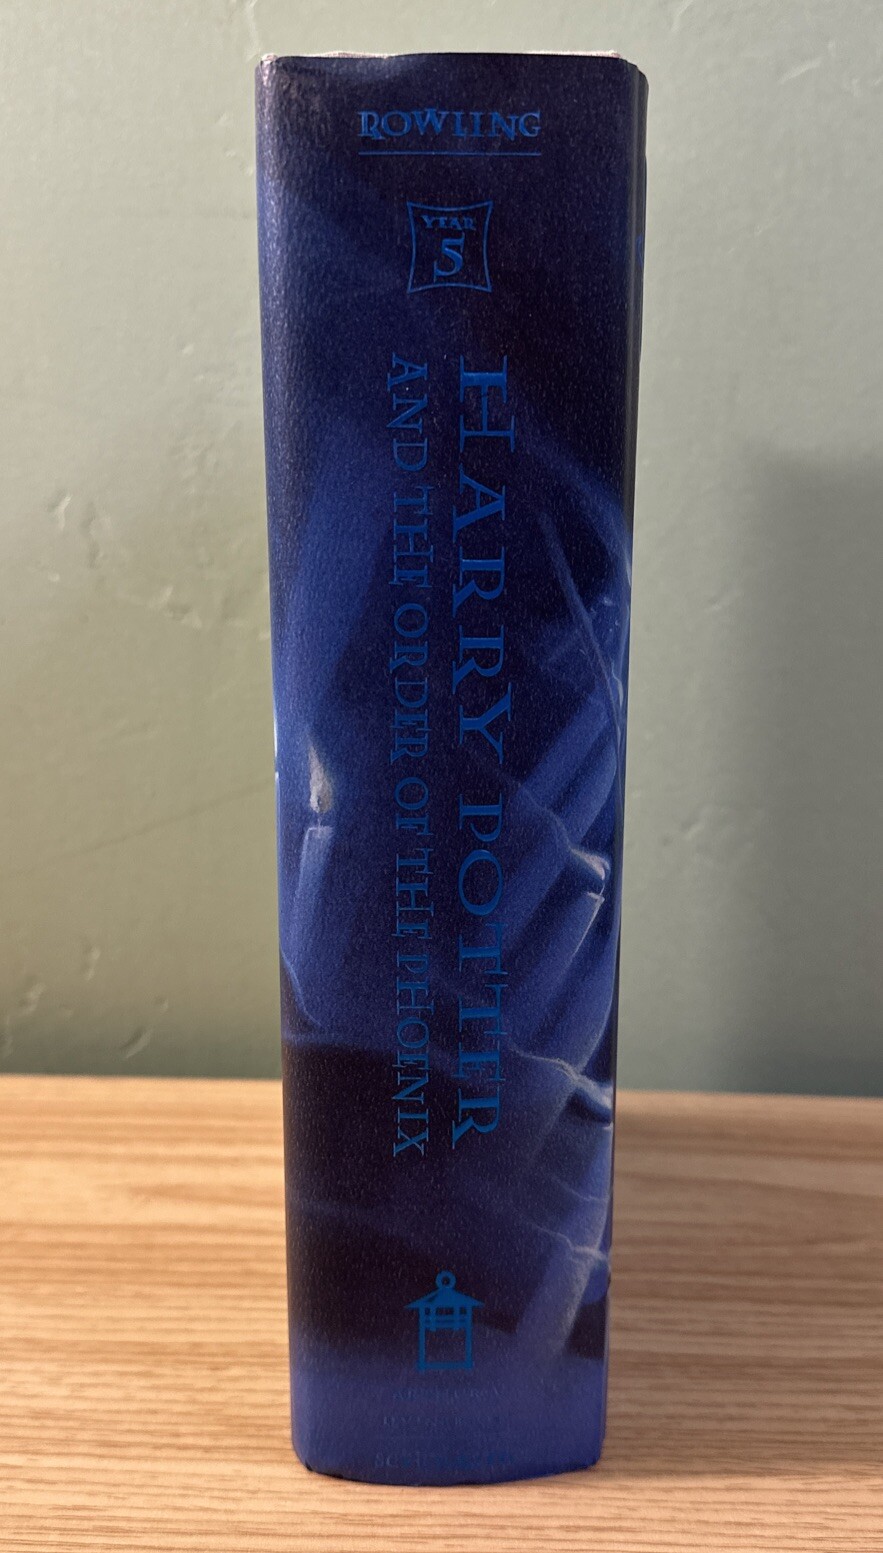 ROWLING
YEAR
5
HARRY POTTER
AND THE ORDER OF THE PHOENIX